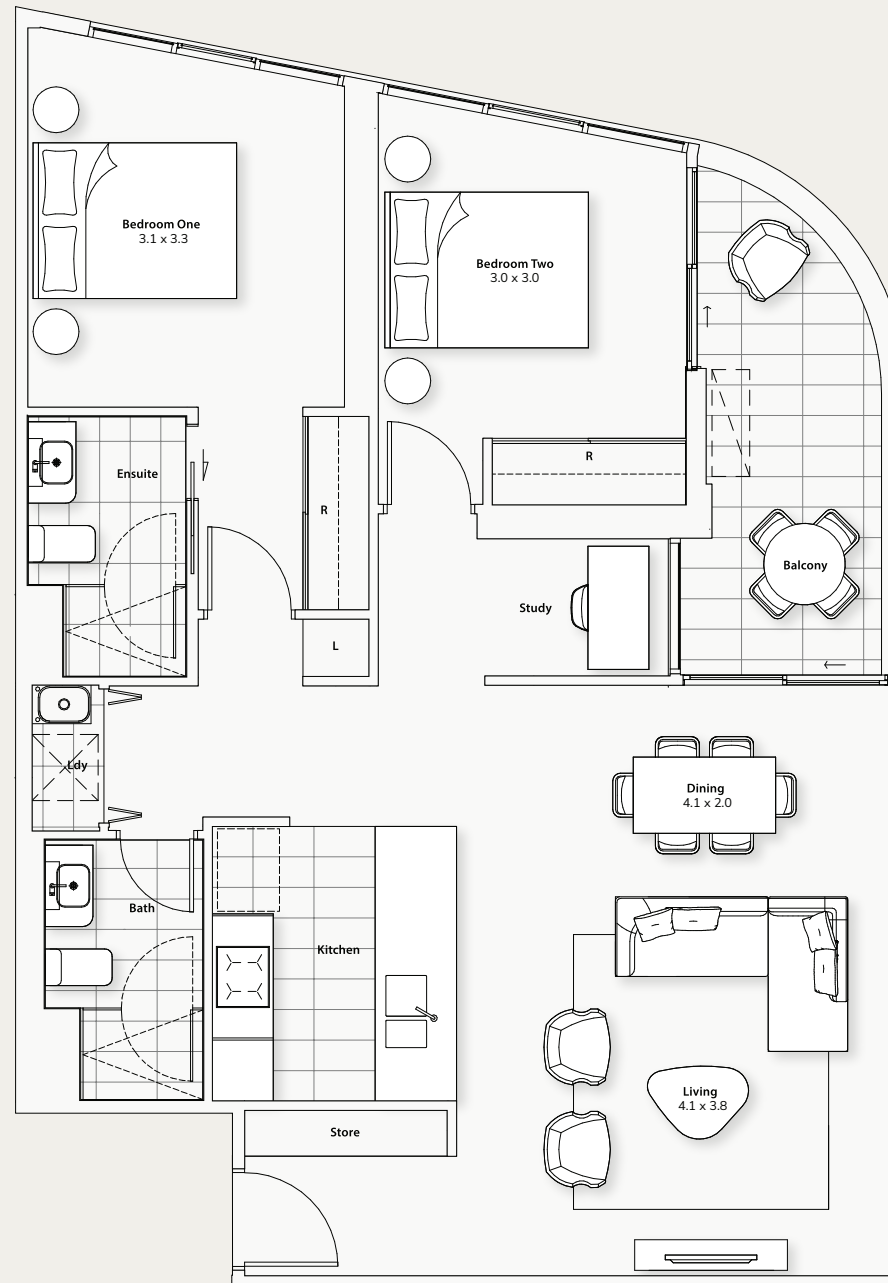 Bedroom One
3.1 x 3.3
Bedroom Two
3.0 x 3.0
Ensuite
R
R
Balcony
Study
L
Ldy
Dining
4.1 x 2.0
Bath
Kitchen
Living
4.1 x 3.8
Store